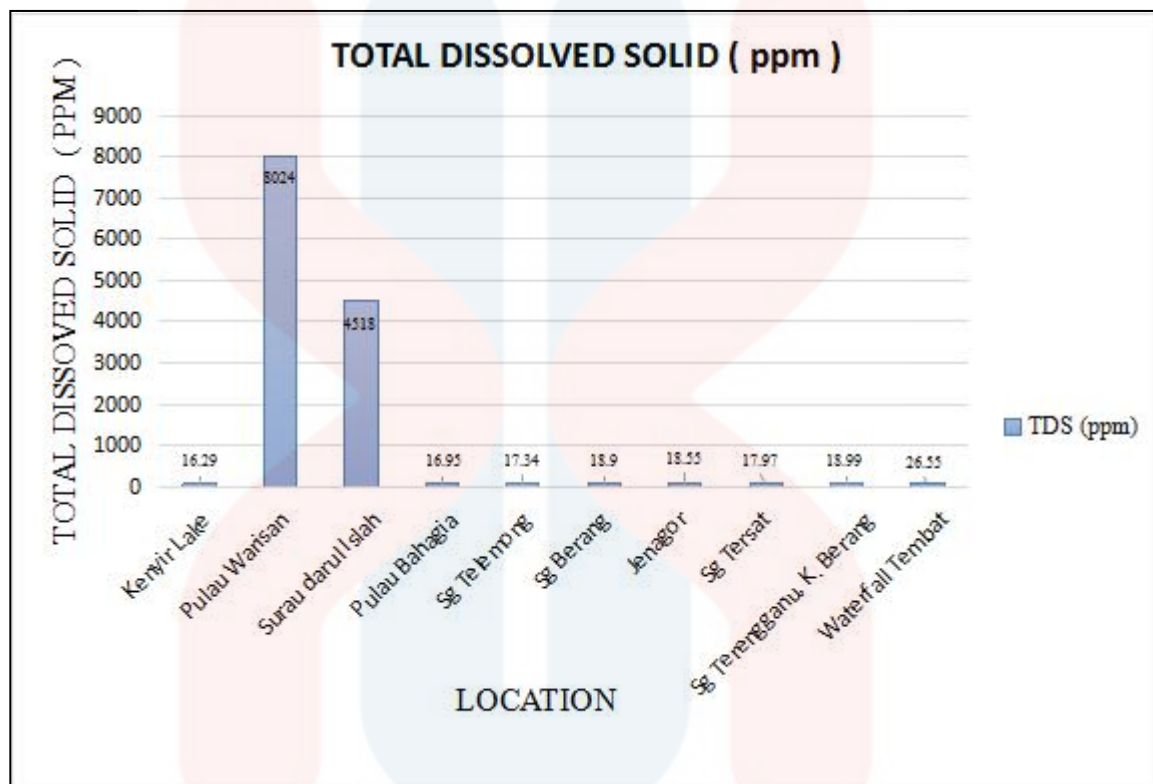 TOTAL DISSOLVED SOLID ( ppm )
TOTAL DISSOVED SOLID (PPM)
9000
8000
7000
6000
5000
4000
3000
2000
1000
0
16.29
8024
4518
16.95
17.34
18.9
18.55
17.97
18.99
26.55
TDS (ppm)
Kenyir Lake
Pulau Warisan
Surau darul Islah
Pulau Bahagia
Sg Telemong
Sg Berang
Jenagor
Sg Tersat
Sg Terengganu, K. Berang
Waterfall Tembat
LOCATION